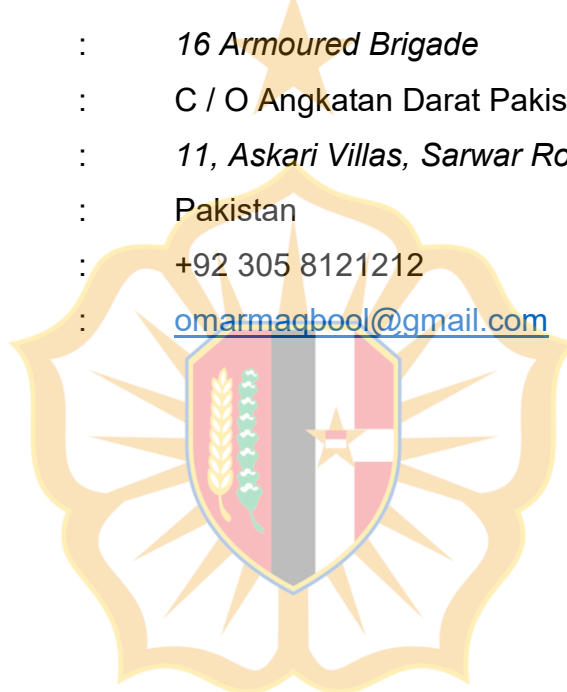 : 16 Armoured Brigade
: C / O Angkatan Darat Pakis
: 11, Askari Villas, Sarwar Ro
: Pakistan
: +92 305 8121212
: omarmaqbool@gmail.com